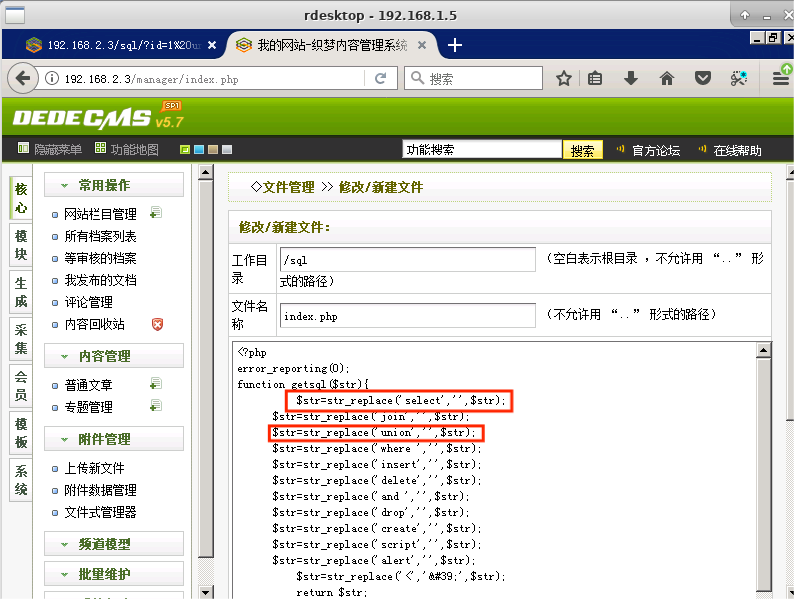 rdesktop - 192.168.1.5
192.168.2.3/sql/?id=1%20u
我的网站-织梦内容管理系统
192.168.2.3/manager/index.php
搜索
DEDECMS v5.7 SP1
隐藏菜单 功能地图
功能搜索 搜索 官方论坛 在线帮助
核心
模块
生成
采集
会员
模板
系统
常用操作
网站栏目管理
所有档案列表
等审核的档案
我发布的文档
评论管理
内容回收站
内容管理
普通文章
专题管理
附件管理
上传新文件
附件数据管理
文件式管理器
频道模型
批量维护
◇文件管理 >> 修改/新建文件
修改/新建文件:
工作目录 /sql (空白表示根目录 ，不允许用 “..” 形式的路径)
文件名称 index.php (不允许用 “..” 形式的路径)
<?php
error_reporting(0);
function getsql($str){
$str=str_replace('select','',$str);
$str=str_replace('join','',$str);
$str=str_replace('union','',$str);
$str=str_replace('where ','',$str);
$str=str_replace('insert','',$str);
$str=str_replace('delete','',$str);
$str=str_replace('and ','',$str);
$str=str_replace('drop','',$str);
$str=str_replace('create','',$str);
$str=str_replace('script','',$str);
$str=str_replace('alert','',$str);
$str=str_replace('<','&#39;',$str);
return $str;